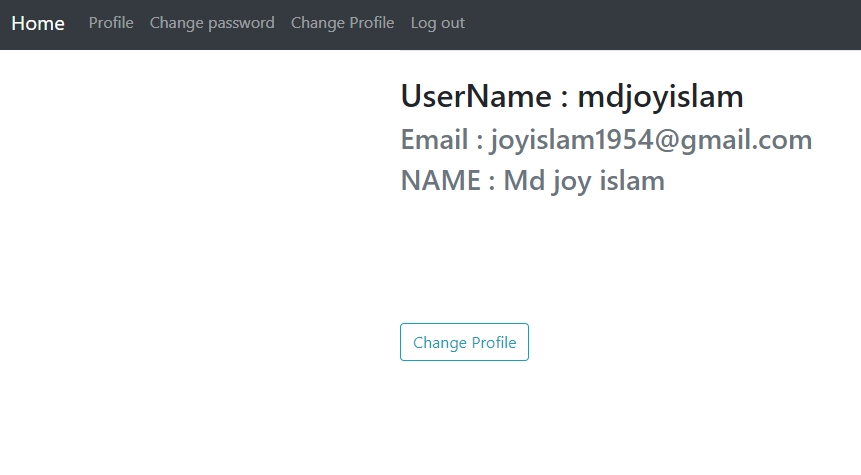 Home Profile Change password Change Profile Log out
UserName : mdjoyislam
Email : joyislam1954@gmail.com
NAME : Md joy islam
Change Profile